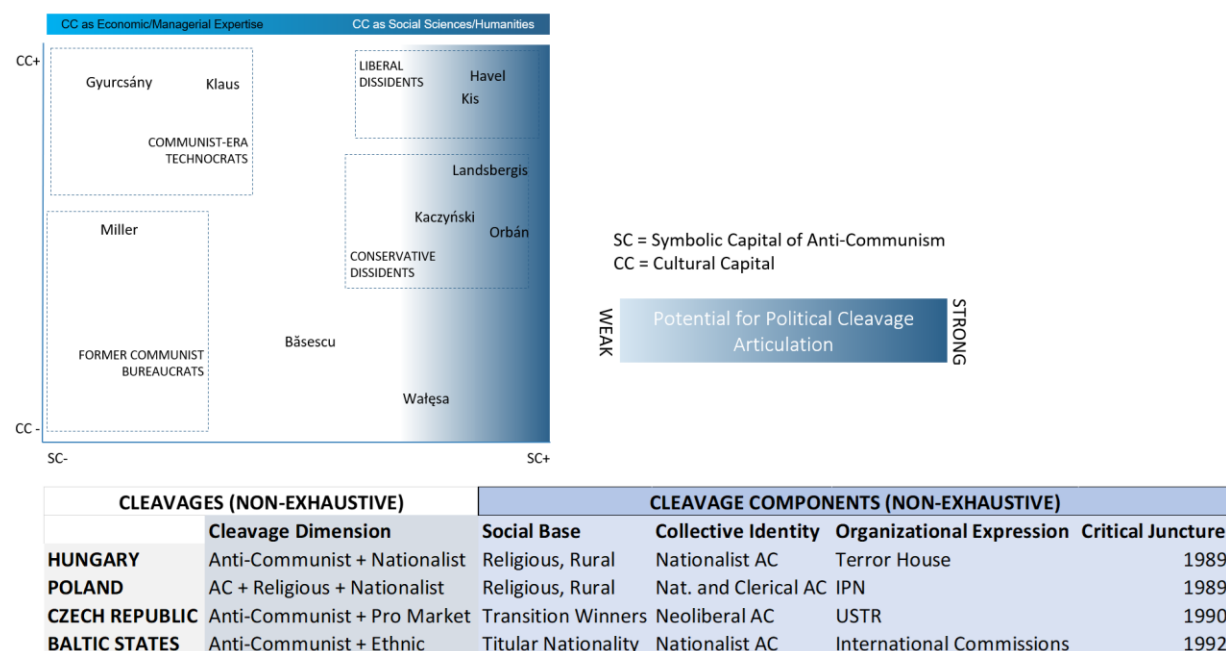 CC as Economic/Managerial Expertise CC as Social Sciences/Humanities
CC+
Gyurcsány Klaus
COMMUNIST-ERA
TECHNOCRATS
LIBERAL
DISSIDENTS
Havel
Kis
Landsbergis
Kaczyński
Orbán
CONSERVATIVE
DISSIDENTS
Miller
FORMER COMMUNIST
BUREAUCRATS
Băsescu
Wałęsa
CC -
SC- SC+
SC = Symbolic Capital of Anti-Communism
CC = Cultural Capital
WEAK
Potential for Political Cleavage
Articulation
STRONG
CLEAVAGES (NON-EXHAUSTIVE) CLEAVAGE COMPONENTS (NON-EXHAUSTIVE)
Cleavage Dimension Social Base Collective Identity Organizational Expression Critical Juncture
HUNGARY Anti-Communist + Nationalist Religious, Rural Nationalist AC Terror House 1989
POLAND AC + Religious + Nationalist Religious, Rural Nat. and Clerical AC IPN 1989
CZECH REPUBLIC Anti-Communist + Pro Market Transition Winners Neoliberal AC USTR 1990
BALTIC STATES Anti-Communist + Ethnic Titular Nationality Nationalist AC International Commissions 1992